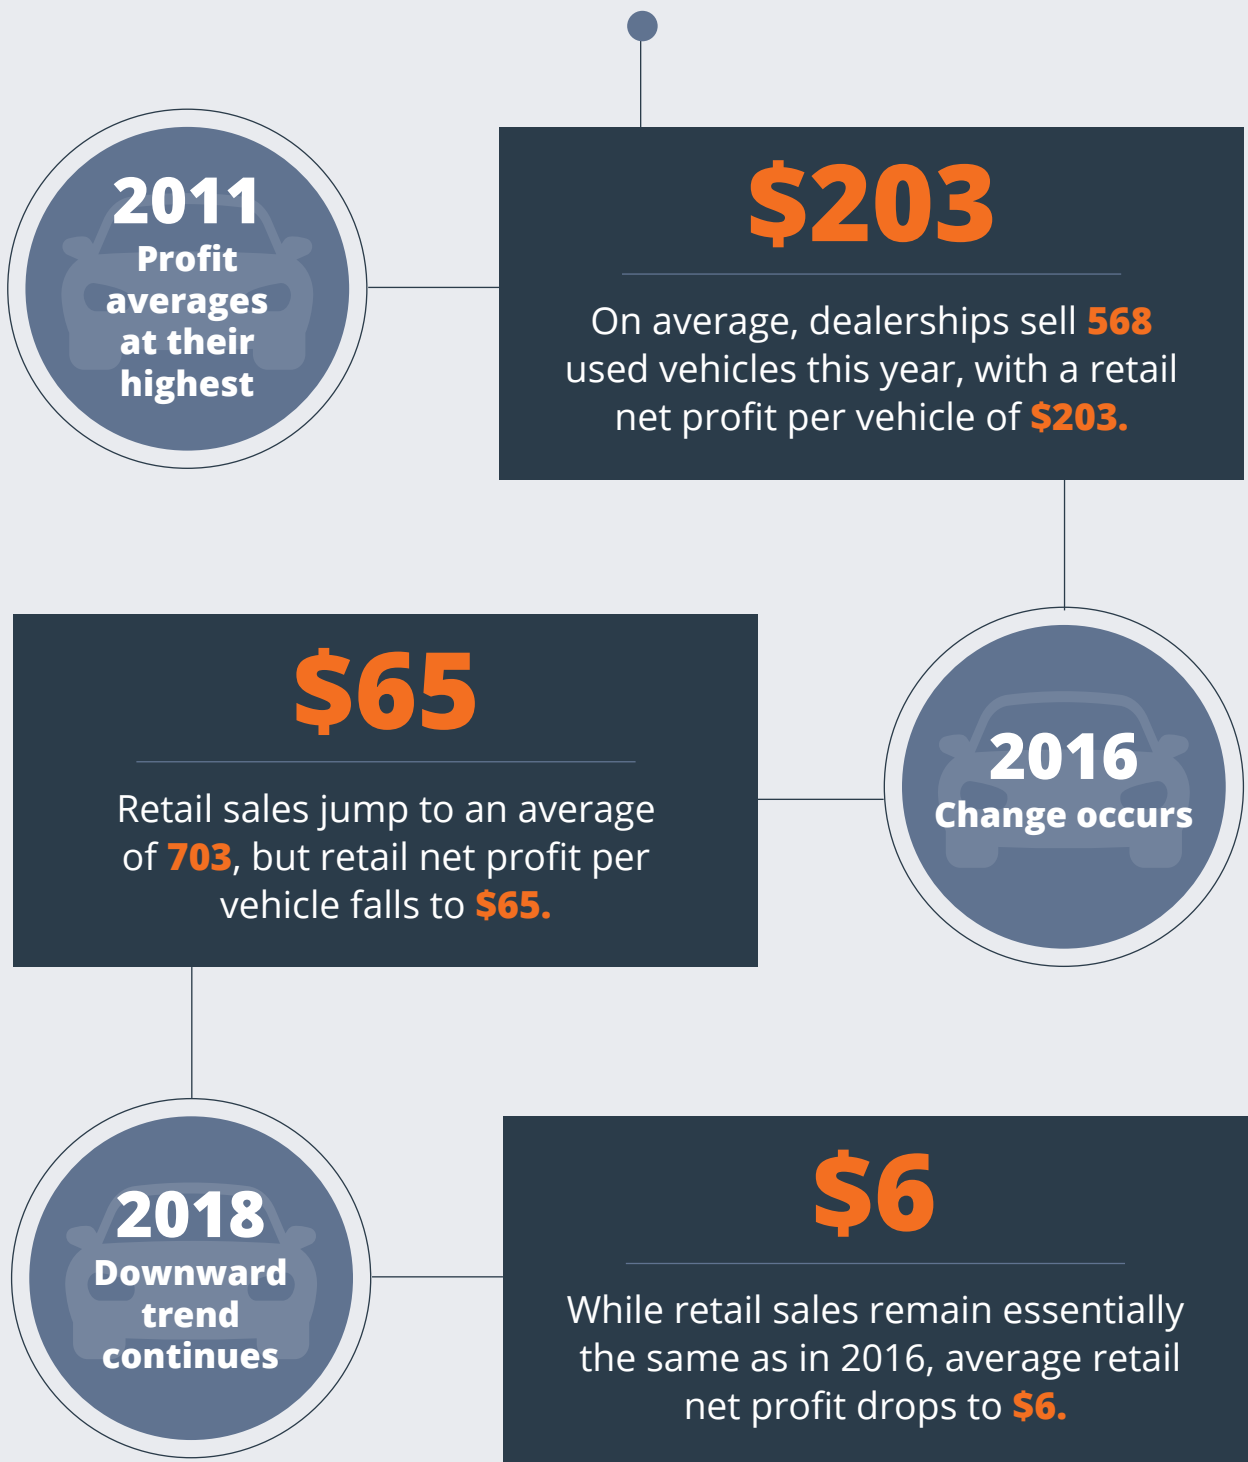 2011
Profit
averages
at their
highest
$203
On average, dealerships sell 568
used vehicles this year, with a retail
net profit per vehicle of $203.
$65
Retail sales jump to an average
of 703, but retail net profit per
vehicle falls to $65.
2016
Change occurs
2018
Downward
trend
continues
$6
While retail sales remain essentially
the same as in 2016, average retail
net profit drops to $6.